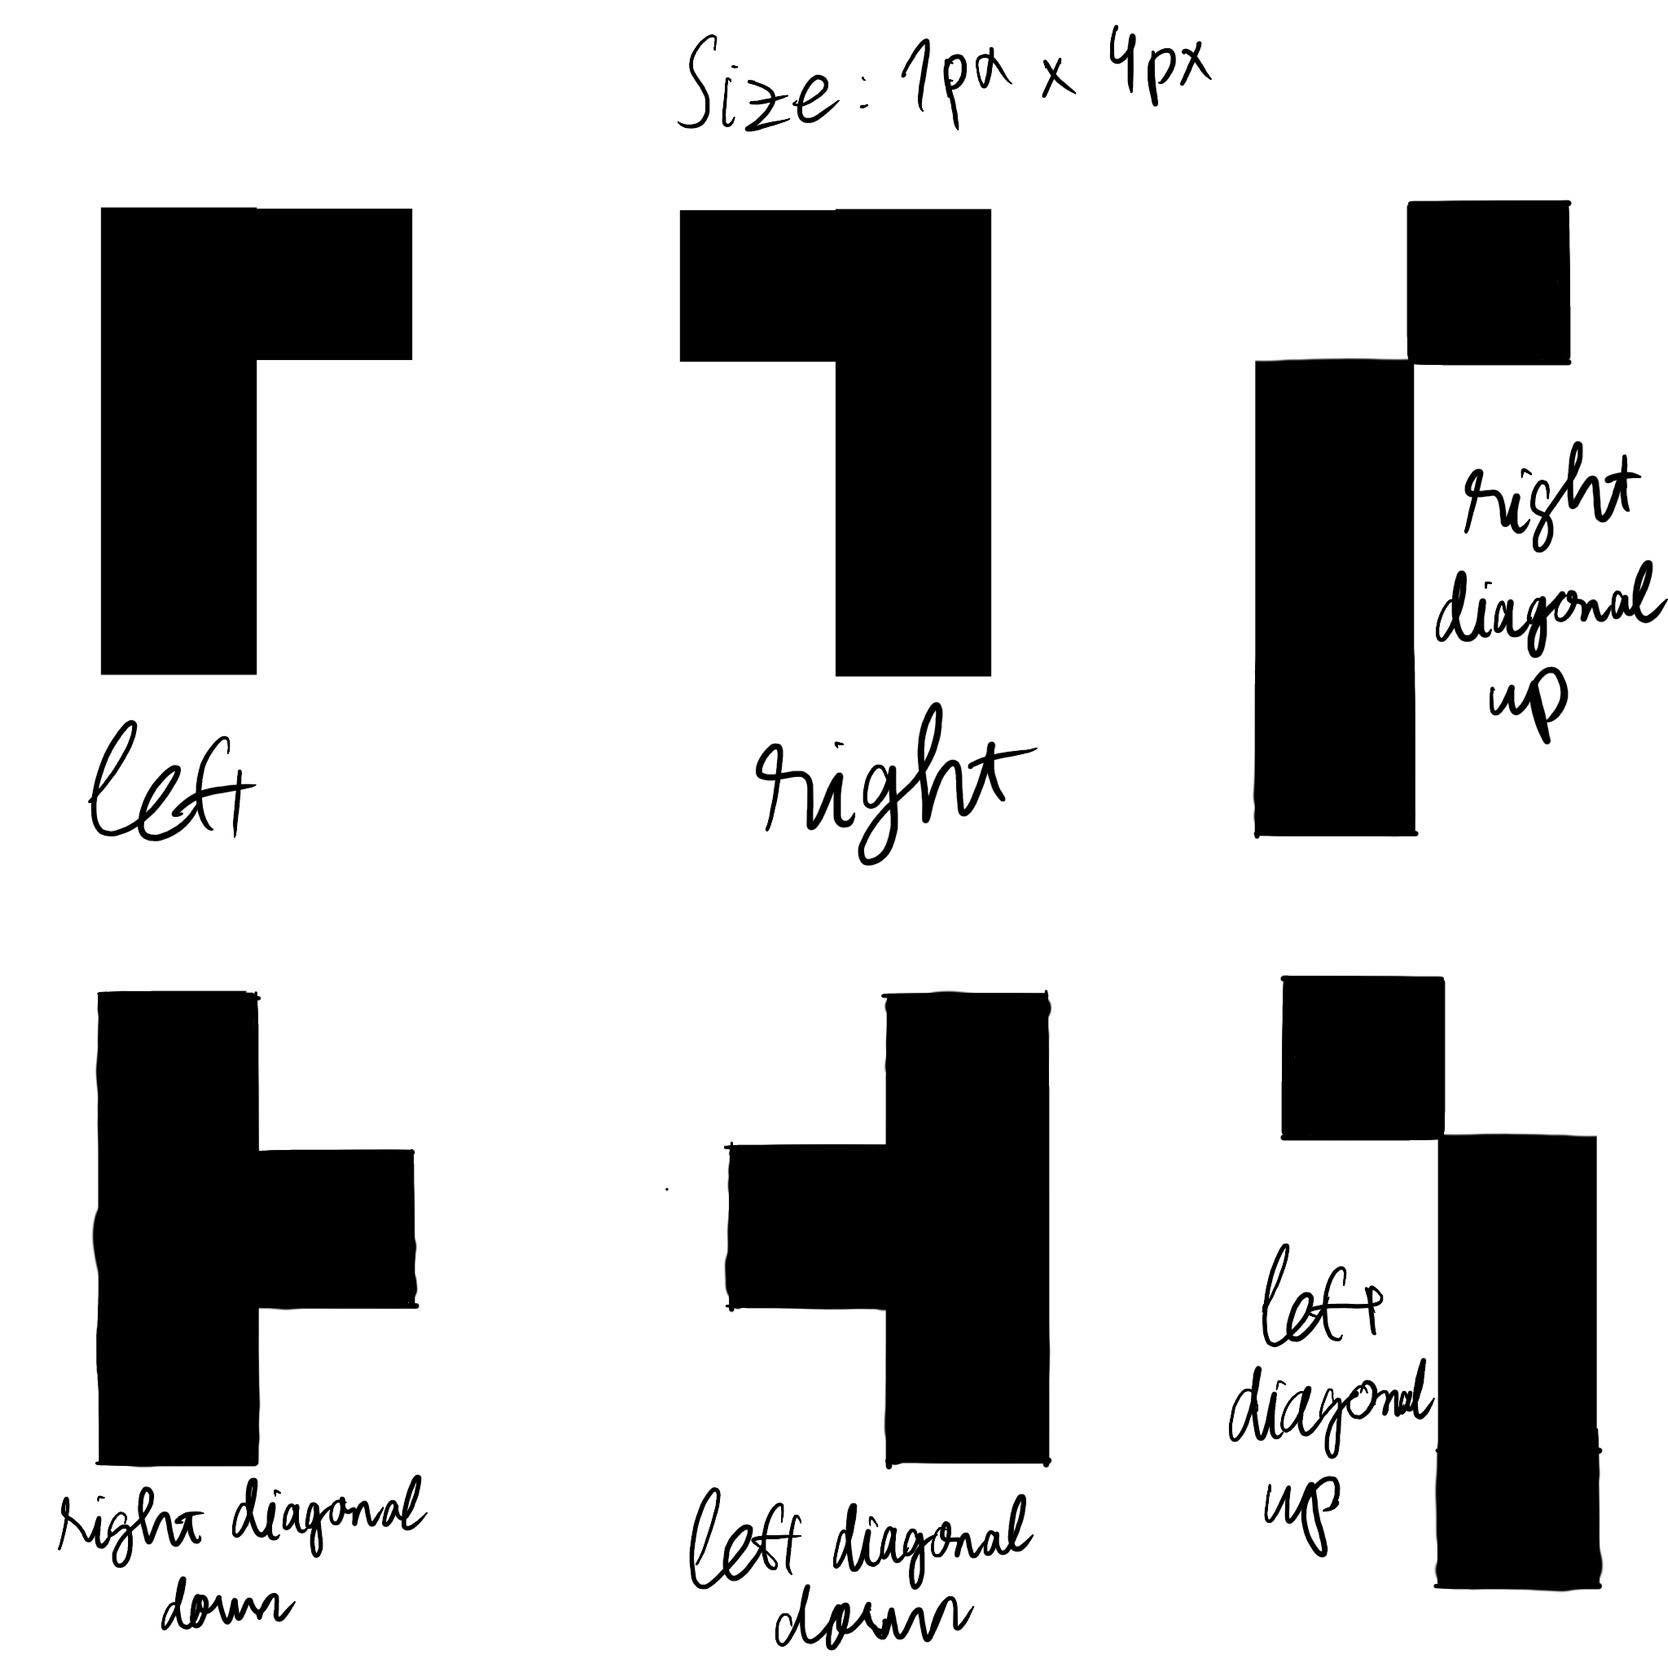 Size: 1px x 4px
left
right
right
diagonal
up
right diagonal
down
left diagonal
down
left
diagonal
up